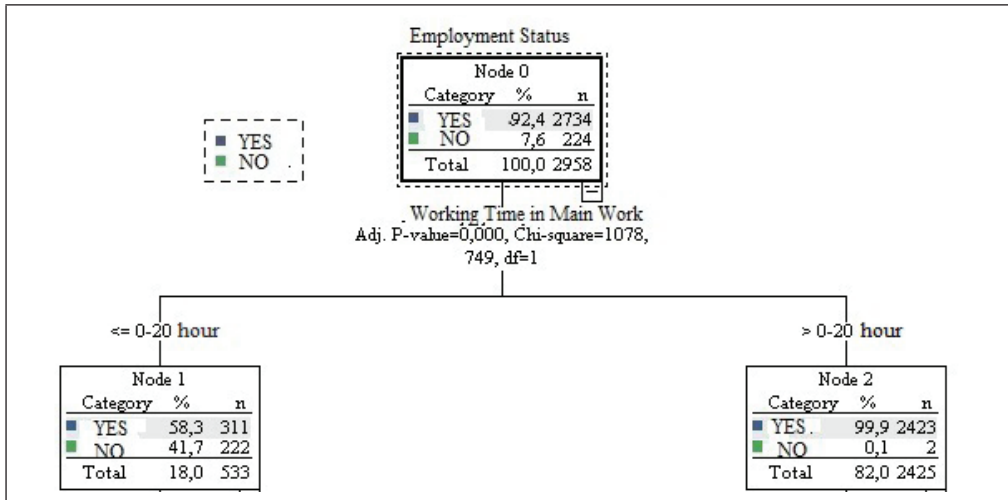 Employment Status
Node 0
Category % n
YES 92,4 2734
NO 7,6 224
Total 100,0 2958
YES
NO .
Working Time in Main Work
Adj. P-value=0,000, Chi-square=1078,
749, df=1
<= 0-20 hour
> 0-20 hour
Node 1
Category % n
YES 58,3 311
NO 41,7 222
Total 18,0 533
Node 2
Category % n
YES . 99,9 2423
NO 0,1 2
Total 82,0 2425